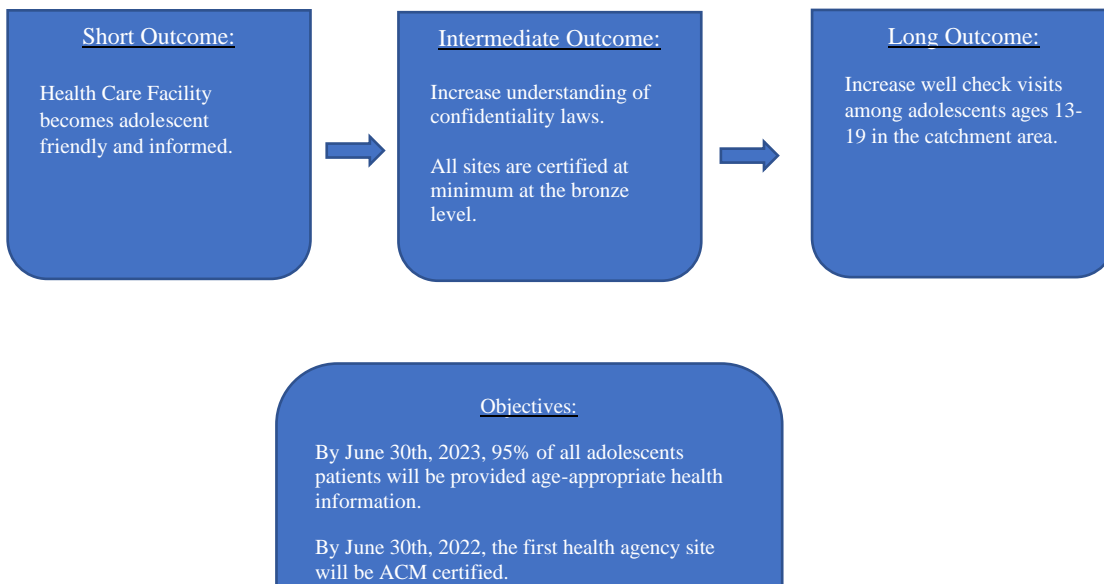 Short Outcome:
Health Care Facility
becomes adolescent
friendly and informed.
Intermediate Outcome:
Increase understanding of
confidentiality laws.
All sites are certified at
minimum at the bronze
level.
Long Outcome:
Increase well check visits
among adolescents ages 13-
19 in the catchment area.
Objectives:
By June 30th, 2023, 95% of all adolescents
patients will be provided age-appropriate health
information.
By June 30th, 2022, the first health agency site
will be ACM certified.